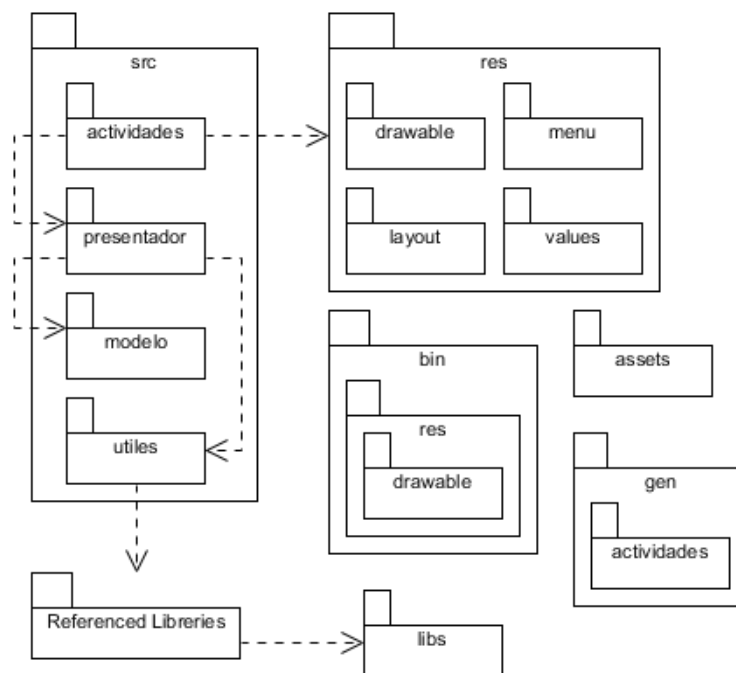 src
actividades
presentador
modelo
utiles
res
drawable
menu
layout
values
bin
res
drawable
assets
gen
actividades
Referenced Libreries
libs